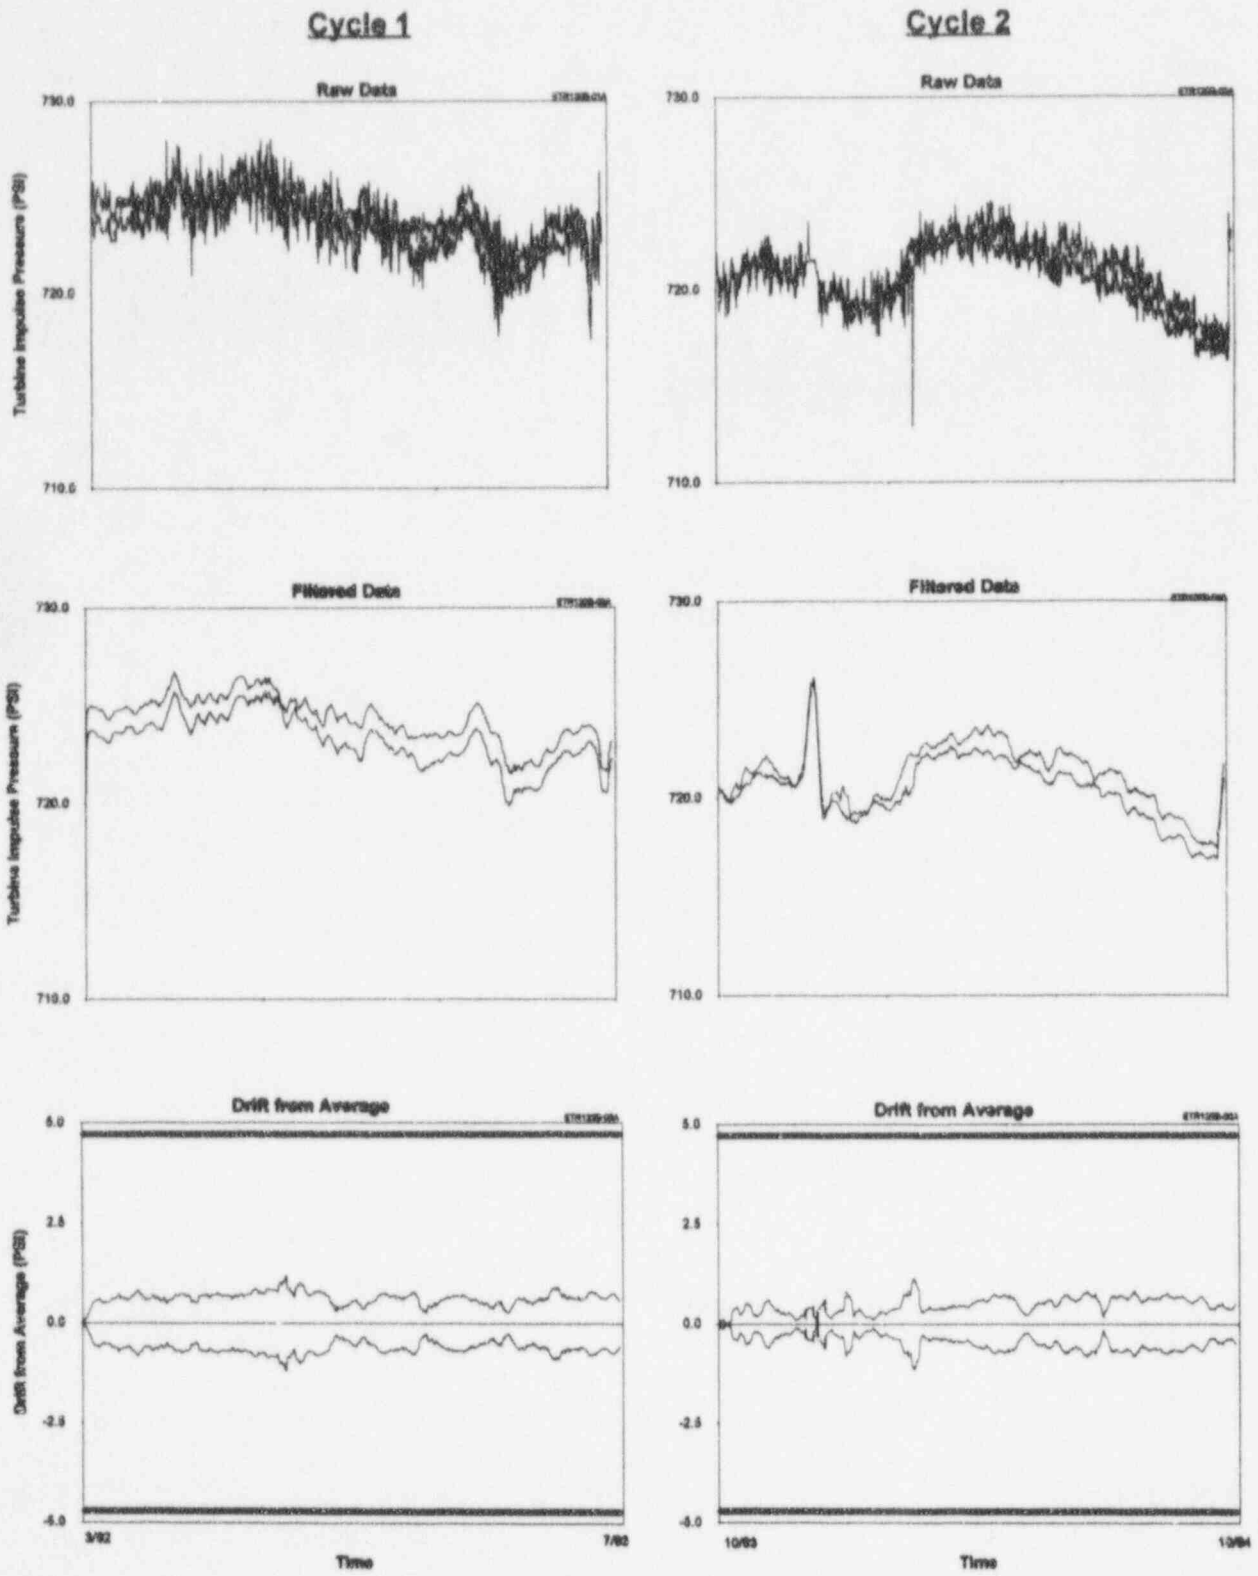 Cycle 1
Cycle 2
Raw Data
730.0
720.0
710.0
Turbine Impulse Pressure (PSI)
Raw Data
730.0
720.0
710.0
Filtered Data
730.0
720.0
710.0
Turbine Impulse Pressure (PSI)
Filtered Data
730.0
720.0
710.0
Drift from Average
5.0
2.5
0.0
-2.5
-5.0
Drift from Average (PSI)
3/92
7/93
Time
Drift from Average
5.0
2.5
0.0
-2.5
-5.0
10/93
10/94
Time